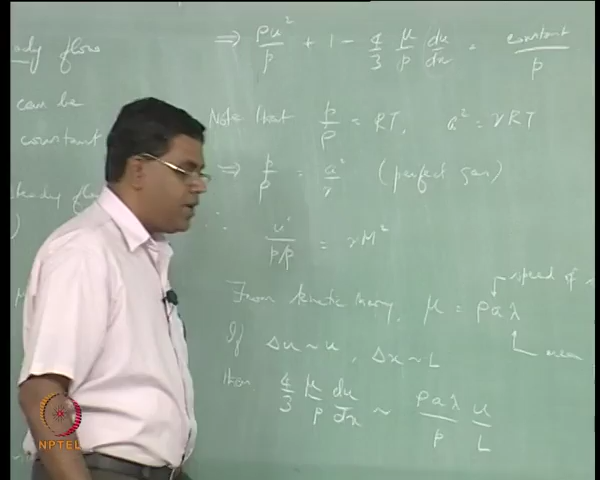 ady flow
can be
constant
steady flow
)
⇒ ρu²/p + 1 − 4/3 μ/p du/dx = constant/p
Note that p/ρ = RT, a² = γRT
⇒ p/ρ = a²/γ (perfect gas)
∴ u²/p/ρ = γM²
From kinetic theory, μ = ρaλ
speed of
mean
If Δu ~ u, Δx ~ L
then 4/3 μ/p du/dx ~ ρaλ/p u/L
NPTEL